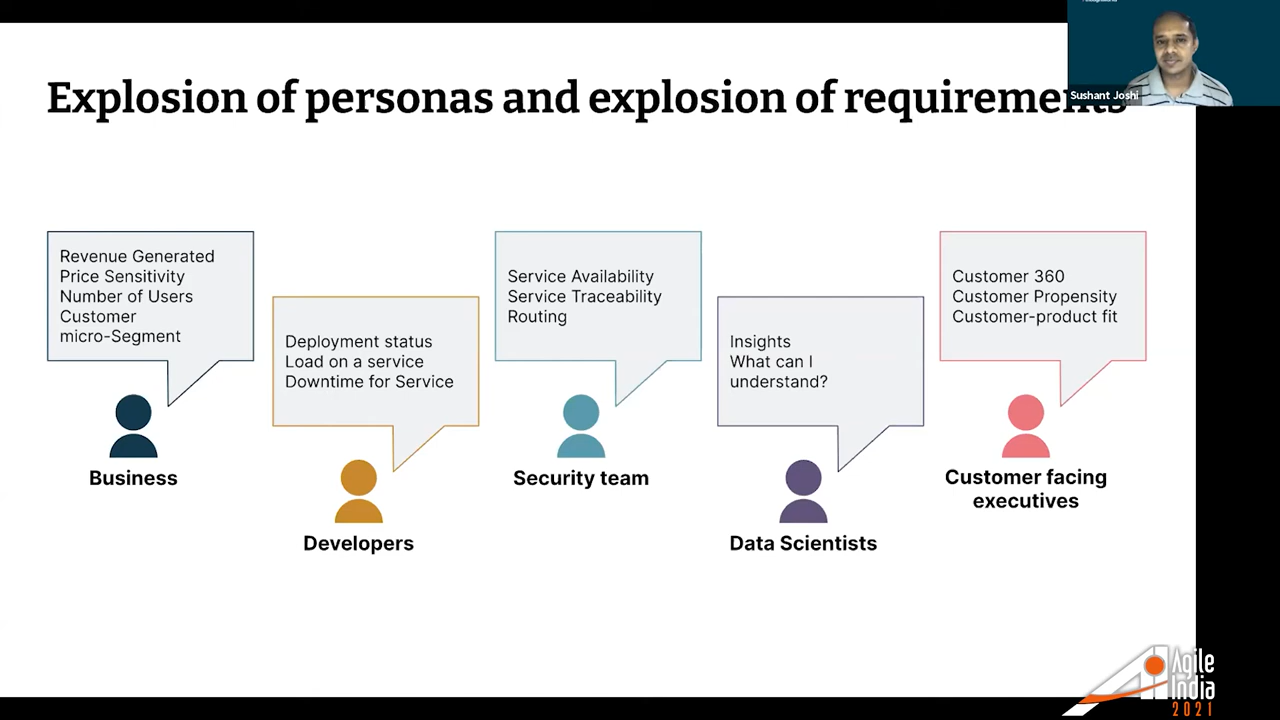 Explosion of personas and explosion of requirements
Sushant Joshi
Revenue Generated
Price Sensitivity
Number of Users
Customer
micro-Segment
Business
Deployment status
Load on a service
Downtime for Service
Developers
Service Availability
Service Traceability
Routing
Security team
Insights
What can I
understand?
Data Scientists
Customer 360
Customer Propensity
Customer-product fit
Customer facing
executives
Agile
India
2021